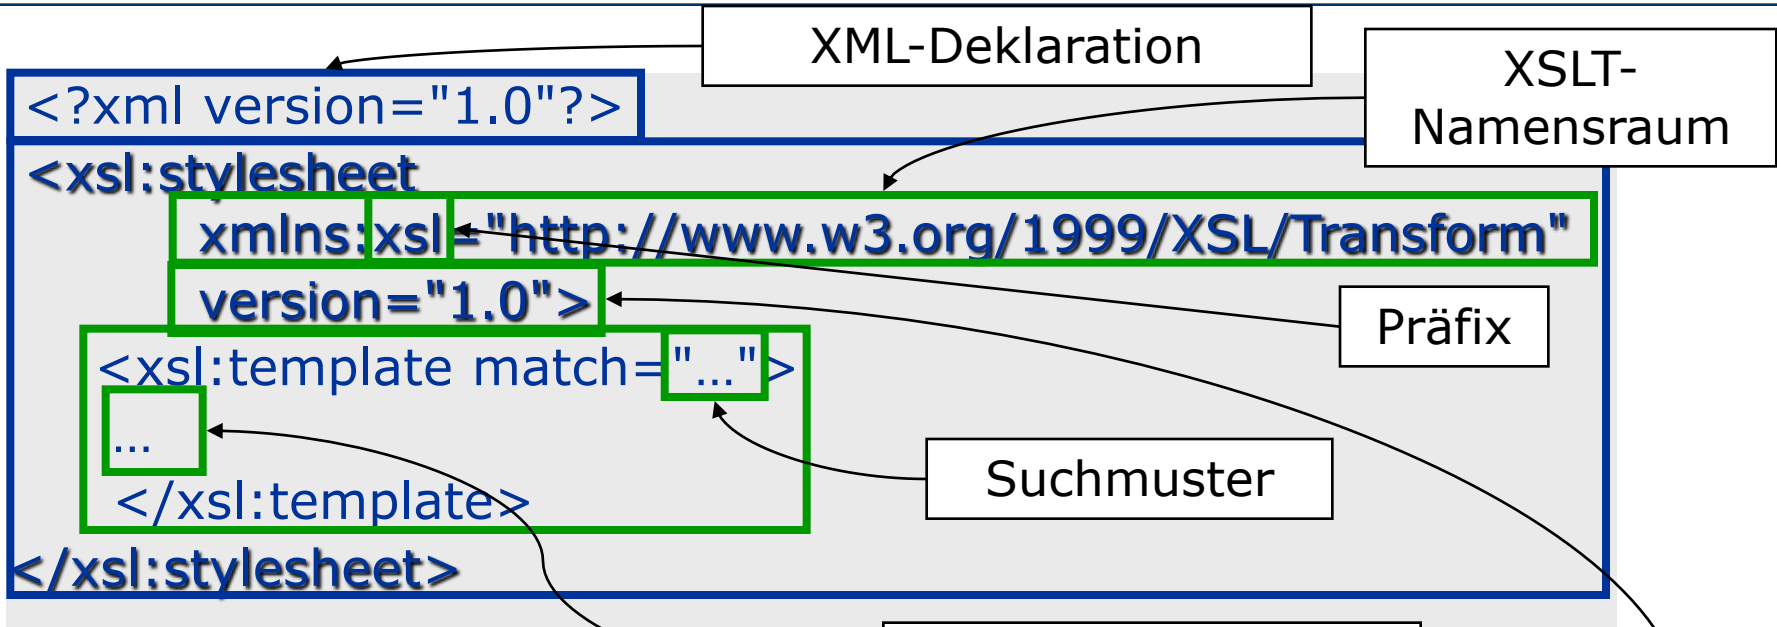 XML-Deklaration
XSLT-
Namensraum
<?xml version="1.0"?>
<xsl:stylesheet
xmlns:xsl="http://www.w3.org/1999/XSL/Transform"
version="1.0">
Präfix
<xsl:template match="...">
...
Suchmuster
</xsl:template>
</xsl:stylesheet>